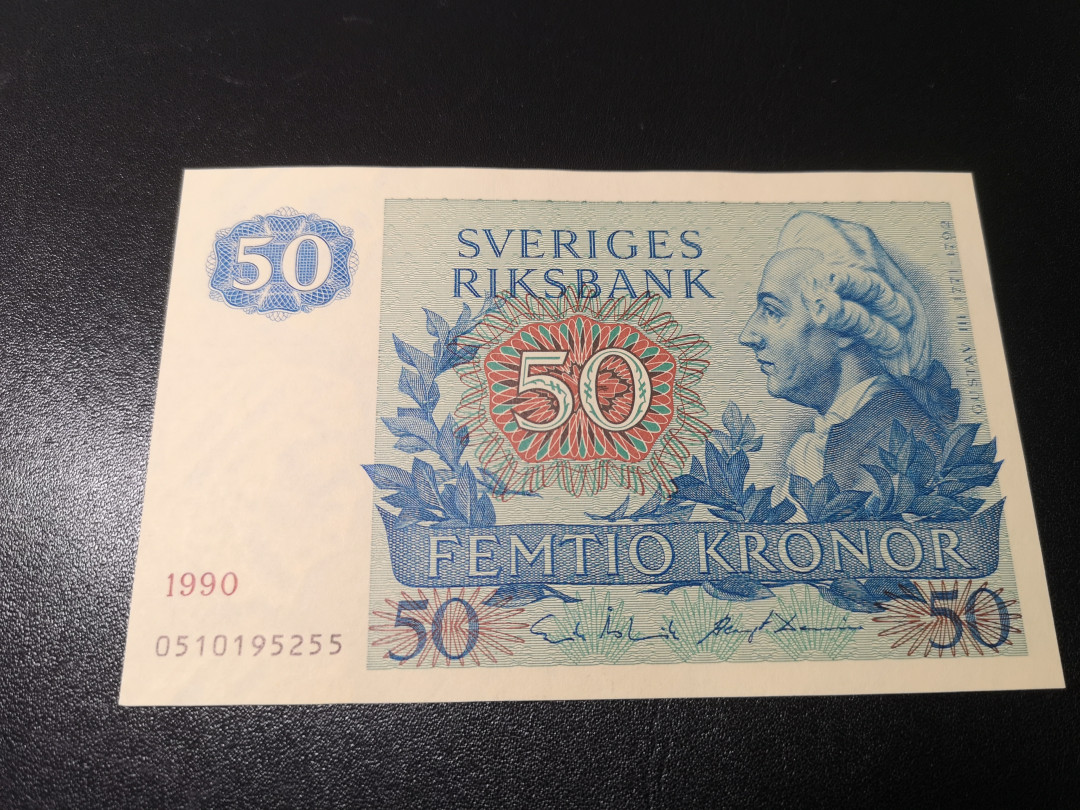 50
SVERIGES
RIKSBANK
50
GUSTAV III 1771-1792
FEMTIO KRONOR
1990
0510195255
50
50